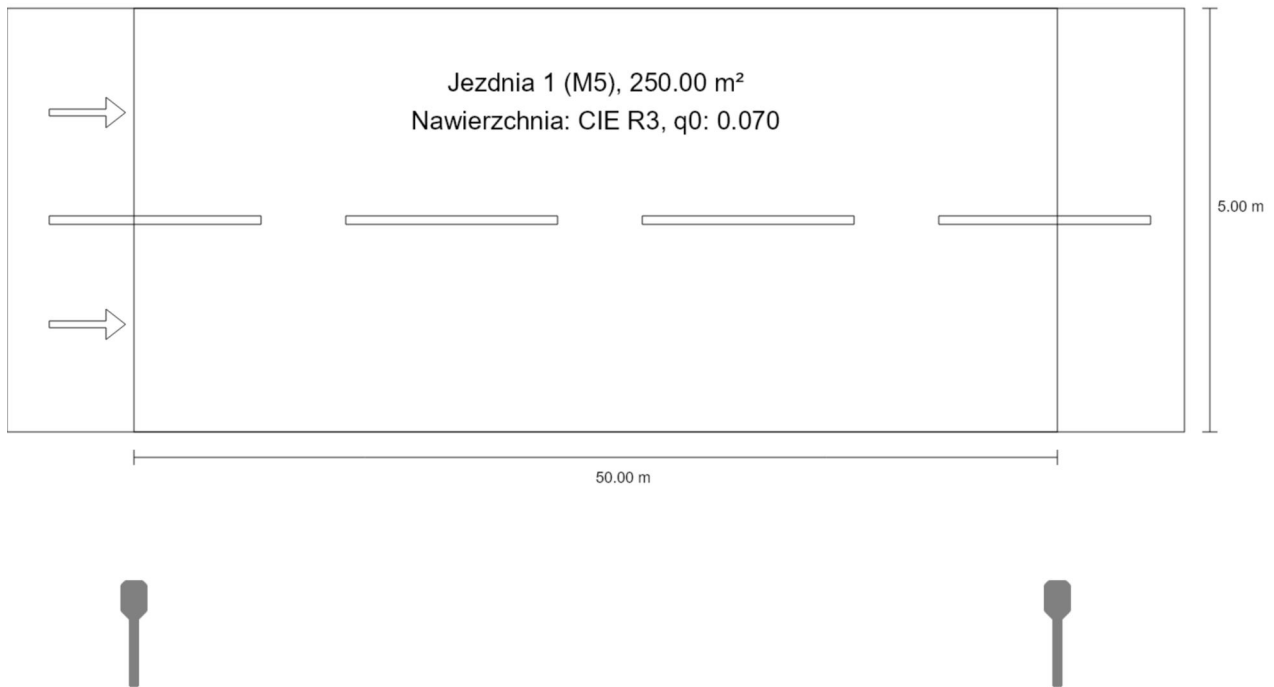 Jezdnia 1 (M5), 250.00 m²
Nawierzchnia: CIE R3, q0: 0.070
5.00 m
50.00 m